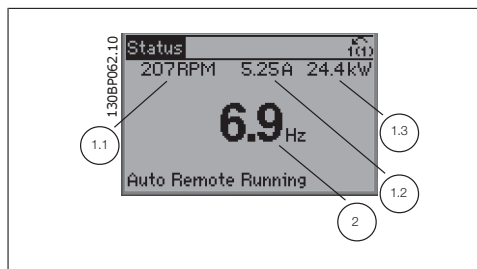 130BP062.10
Status
1(1)
207RPM 5.25A 24.4kW
6.9Hz
Auto Remote Running
1.1
1.3
1.2
2